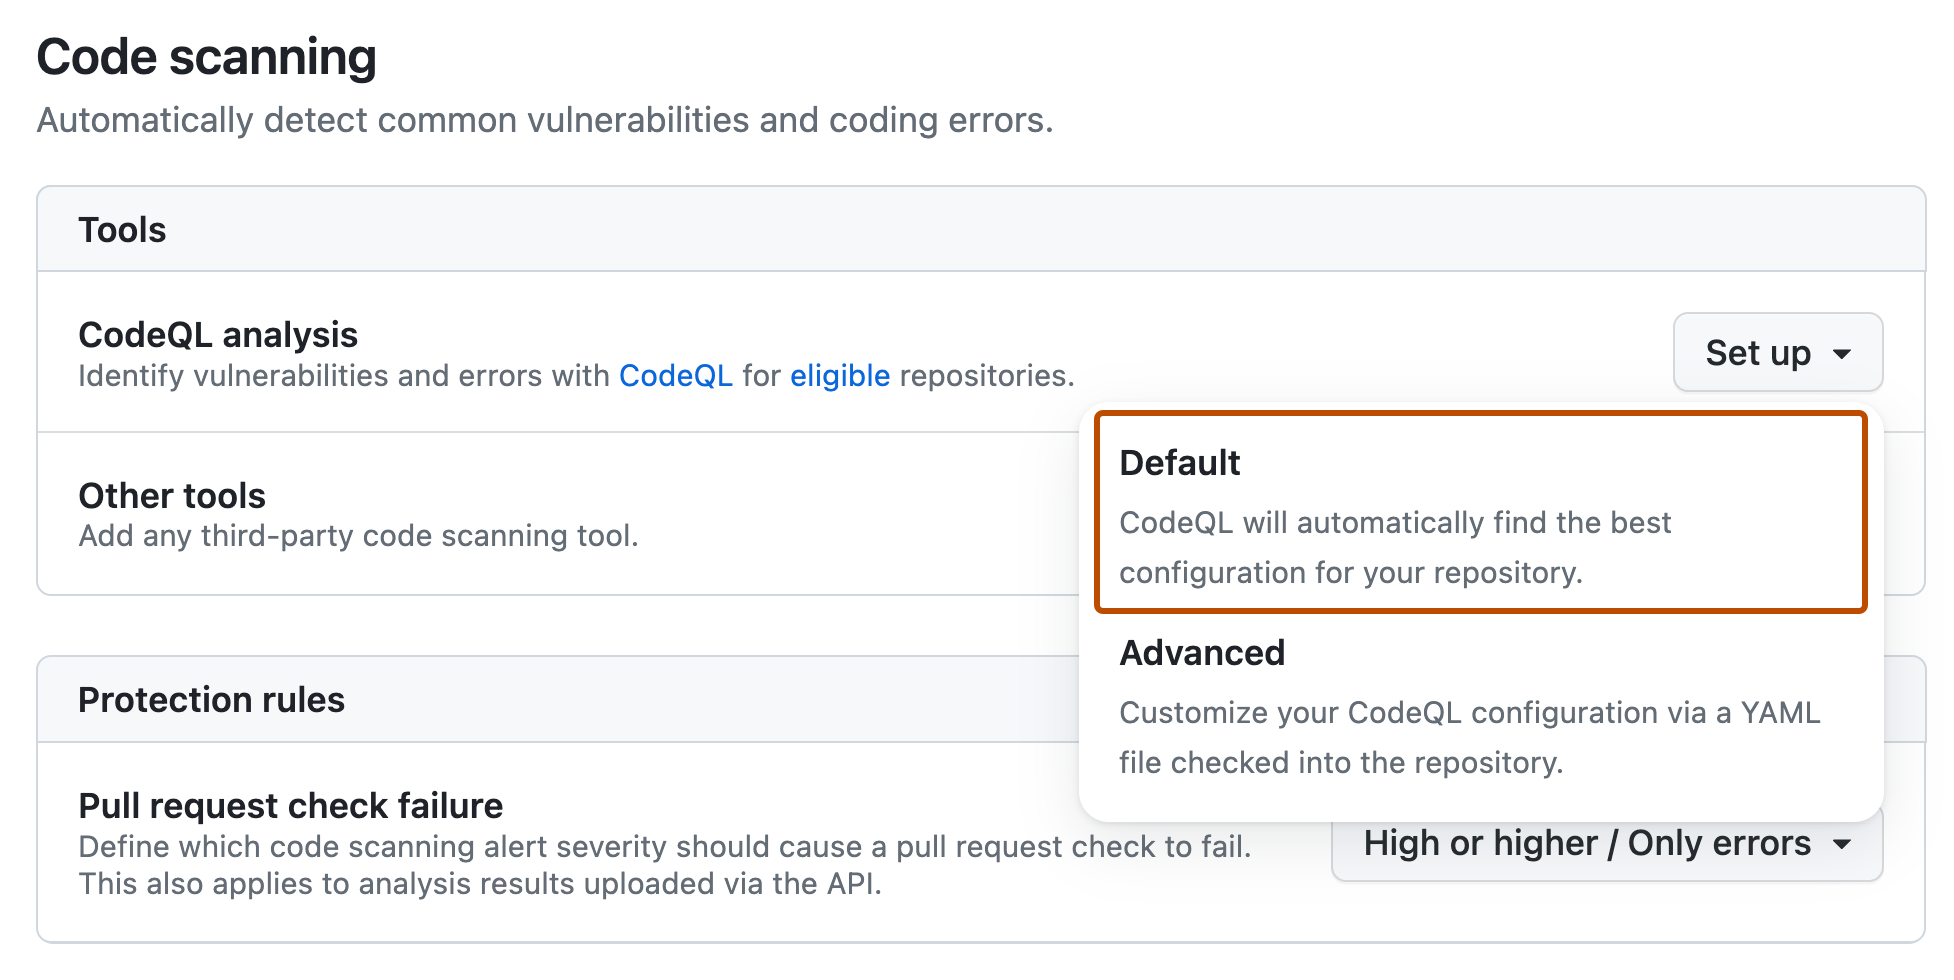 Code scanning
Automatically detect common vulnerabilities and coding errors.
Tools
CodeQL analysis
Identify vulnerabilities and errors with CodeQL for eligible repositories.
Set up
Default
CodeQL will automatically find the best
configuration for your repository.
Advanced
Customize your CodeQL configuration via a YAML
file checked into the repository.
Other tools
Add any third-party code scanning tool.
Protection rules
Pull request check failure
Define which code scanning alert severity should cause a pull request check to fail.
This also applies to analysis results uploaded via the API.
High or higher / Only errors